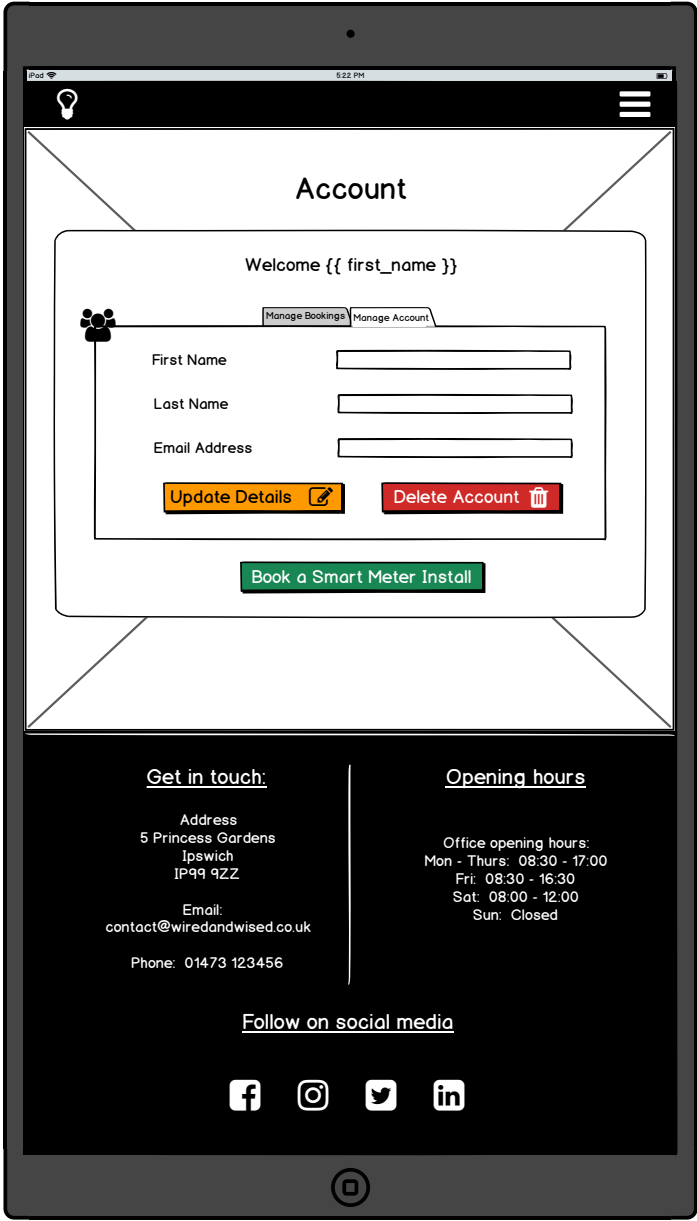 iPad
5:22 PM
Account
Welcome {{ first_name }}
Manage Bookings
Manage Account
First Name
Last Name
Email Address
Update Details
Delete Account
Book a Smart Meter Install
Get in touch:
Address
5 Princess Gardens
Ipswich
IP99 9ZZ
Email:
contact@wiredandwised.co.uk
Phone: 01473 123456
Opening hours
Office opening hours:
Mon - Thurs: 08:30 - 17:00
Fri: 08:30 - 16:30
Sat: 08:00 - 12:00
Sun: Closed
Follow on social media